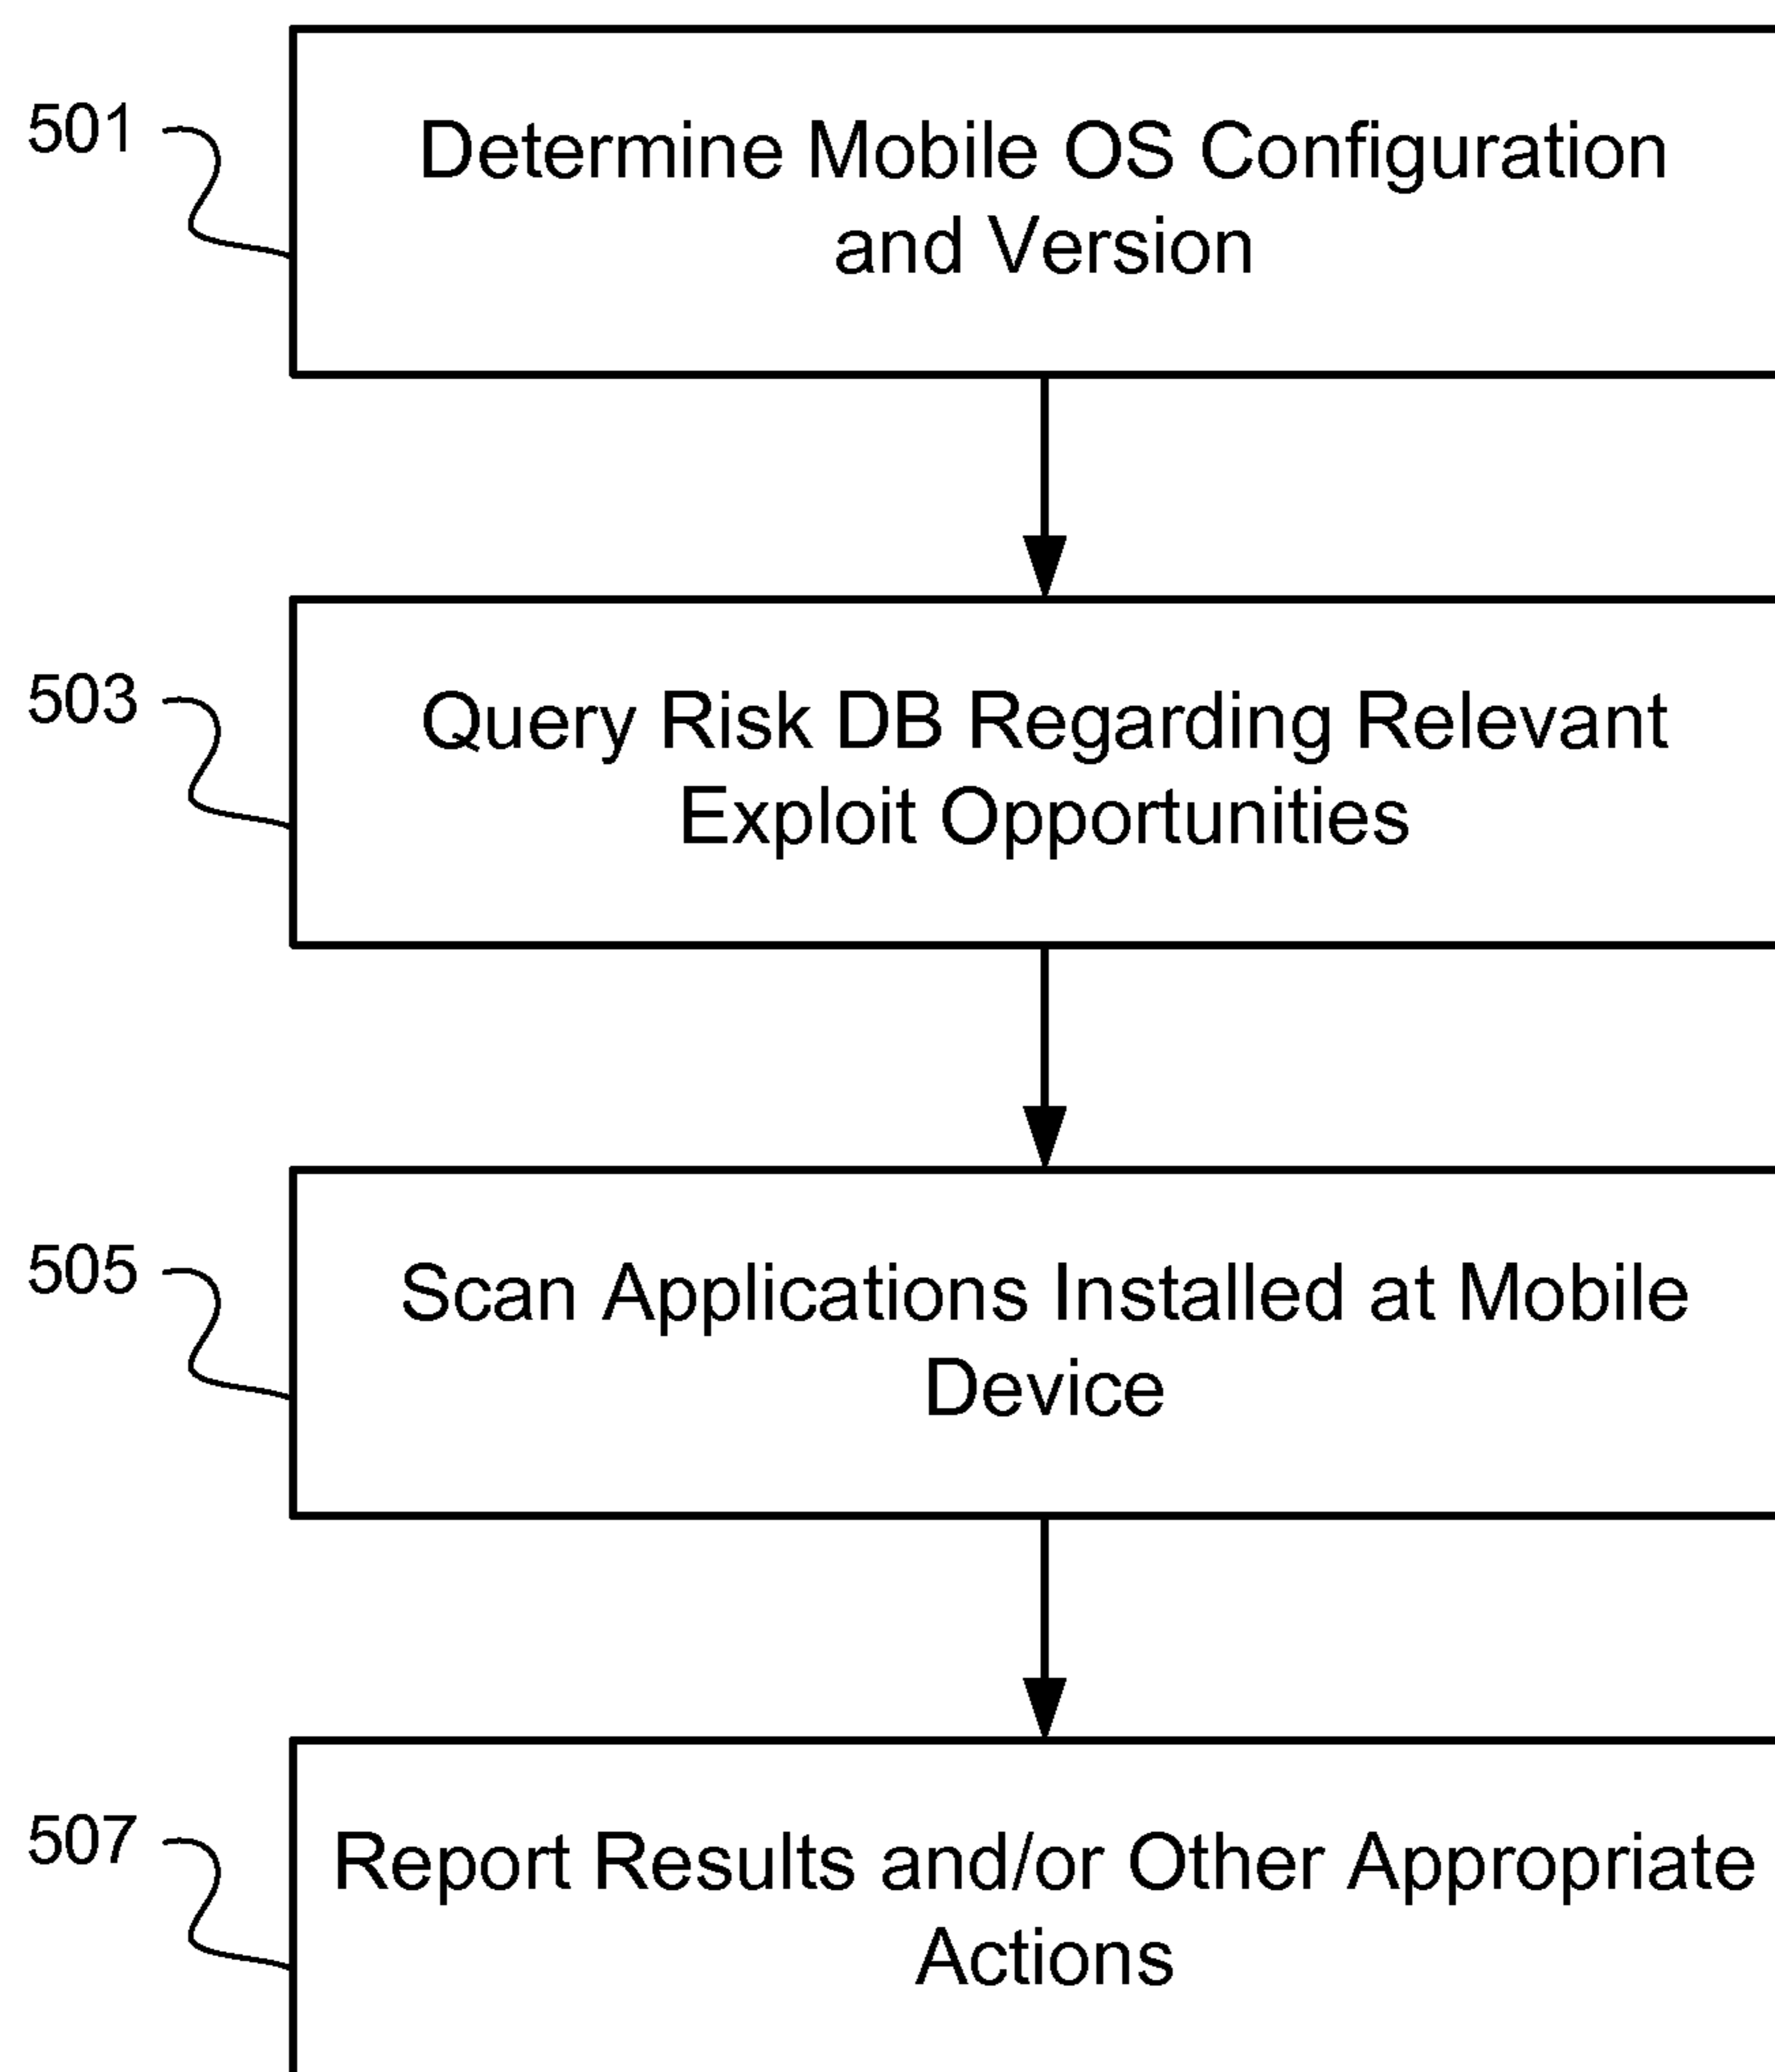 501
Determine Mobile OS Configuration
and Version
503
Query Risk DB Regarding Relevant
Exploit Opportunities
505
Scan Applications Installed at Mobile
Device
507
Report Results and/or Other Appropriate
Actions